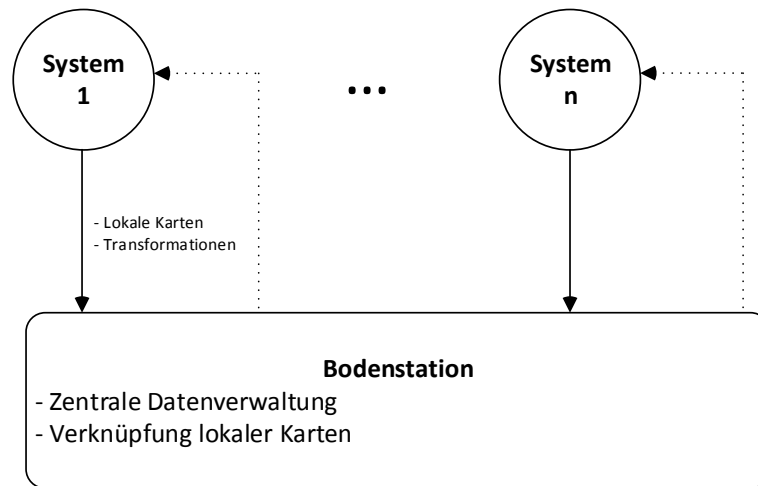 System
1
...
System
n
- Lokale Karten
- Transformationen
Bodenstation
- Zentrale Datenverwaltung
- Verknüpfung lokaler Karten